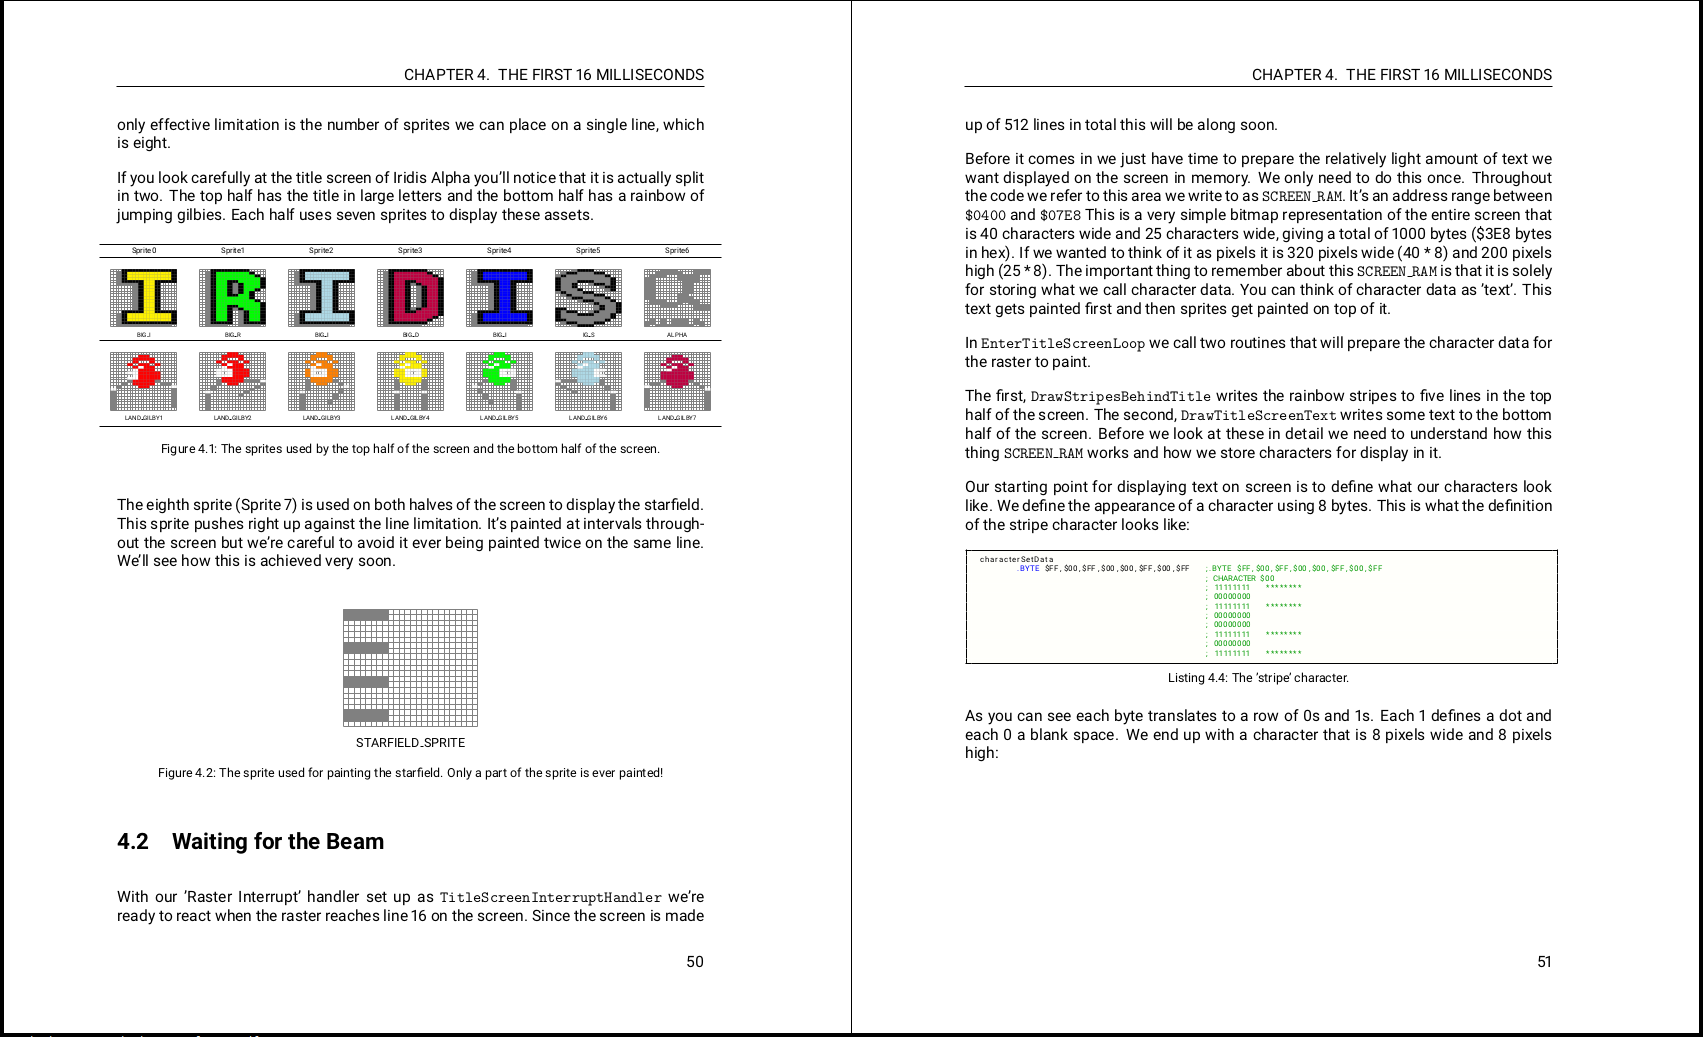 CHAPTER 4. THE FIRST 16 MILLISECONDS
only effective limitation is the number of sprites we can place on a single line, which
is eight.
If you look carefully at the title screen of Iridis Alpha you'll notice that it is actually split
in two. The top half has the title in large letters and the bottom half has a rainbow of
jumping gilbies. Each half uses seven sprites to display these assets.
Sprite0 Sprite1 Sprite2 Sprite3 Sprite4 Sprite5 Sprite6
I R I D I S α
BIG_I BIG_R BIG_I BIG_D BIG_I IG_S ALPHA
LAND_GILBY1 LAND_GILBY2 LAND_GILBY3 LAND_GILBY4 LAND_GILBY5 LAND_GILBY6 LAND_GILBY7
Figure 4.1: The sprites used by the top half of the screen and the bottom half of the screen.
The eighth sprite (Sprite 7) is used on both halves of the screen to display the starfield.
This sprite pushes right up against the line limitation. It's painted at intervals through-
out the screen but we're careful to avoid it ever being painted twice on the same line.
We'll see how this is achieved very soon.
STARFIELD_SPRITE
Figure 4.2: The sprite used for painting the starfield. Only a part of the sprite is ever painted!
4.2 Waiting for the Beam
With our 'Raster Interrupt' handler set up as TitleScreenInterruptHandler we're
ready to react when the raster reaches line 16 on the screen. Since the screen is made
50
CHAPTER 4. THE FIRST 16 MILLISECONDS
up of 512 lines in total this will be along soon.
Before it comes in we just have time to prepare the relatively light amount of text we
want displayed on the screen in memory. We only need to do this once. Throughout
the code we refer to this area we write to as SCREEN_RAM. It's an address range between
$0400 and $07E8 This is a very simple bitmap representation of the entire screen that
is 40 characters wide and 25 characters wide, giving a total of 1000 bytes ($3E8 bytes
in hex). If we wanted to think of it as pixels it is 320 pixels wide (40 * 8) and 200 pixels
high (25 * 8). The important thing to remember about this SCREEN_RAM is that it is solely
for storing what we call character data. You can think of character data as 'text'. This
text gets painted first and then sprites get painted on top of it.
In EnterTitleScreenLoop we call two routines that will prepare the character data for
the raster to paint.
The first, DrawStripesBehindTitle writes the rainbow stripes to five lines in the top
half of the screen. The second, DrawTitleScreenText writes some text to the bottom
half of the screen. Before we look at these in detail we need to understand how this
thing SCREEN_RAM works and how we store characters for display in it.
Our starting point for displaying text on screen is to define what our characters look
like. We define the appearance of a character using 8 bytes. This is what the definition
of the stripe character looks like:
characterSetData
.BYTE $FF,$00,$FF,$00,$00,$FF,$00,$FF ;.BYTE $FF,$00,$FF,$00,$00,$FF,$00,$FF
; CHARACTER $00
; 11111111 ********
; 00000000
; 11111111 ********
; 00000000
; 00000000
; 11111111 ********
; 00000000
; 11111111 ********
Listing 4.4: The 'stripe' character.
As you can see each byte translates to a row of 0s and 1s. Each 1 defines a dot and
each 0 a blank space. We end up with a character that is 8 pixels wide and 8 pixels
high:
51